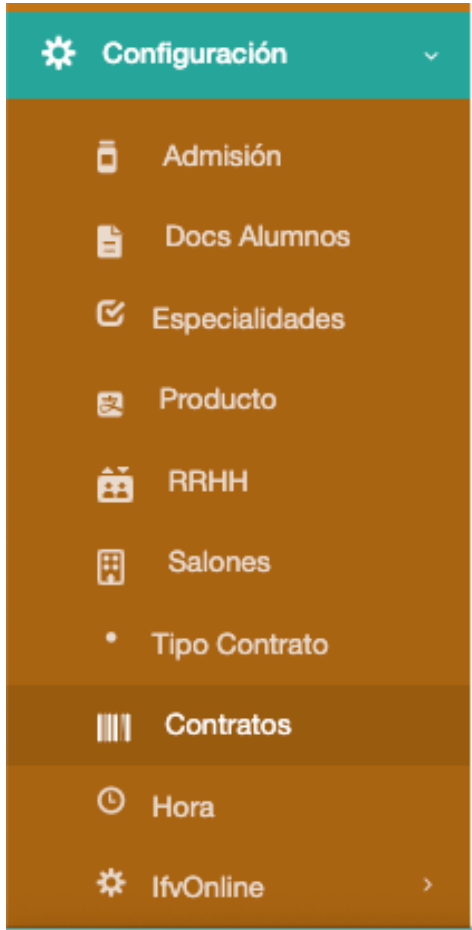 Configuración
Admisión
Docs Alumnos
Especialidades
Producto
RRHH
Salones
Tipo Contrato
Contratos
Hora
IfvOnline